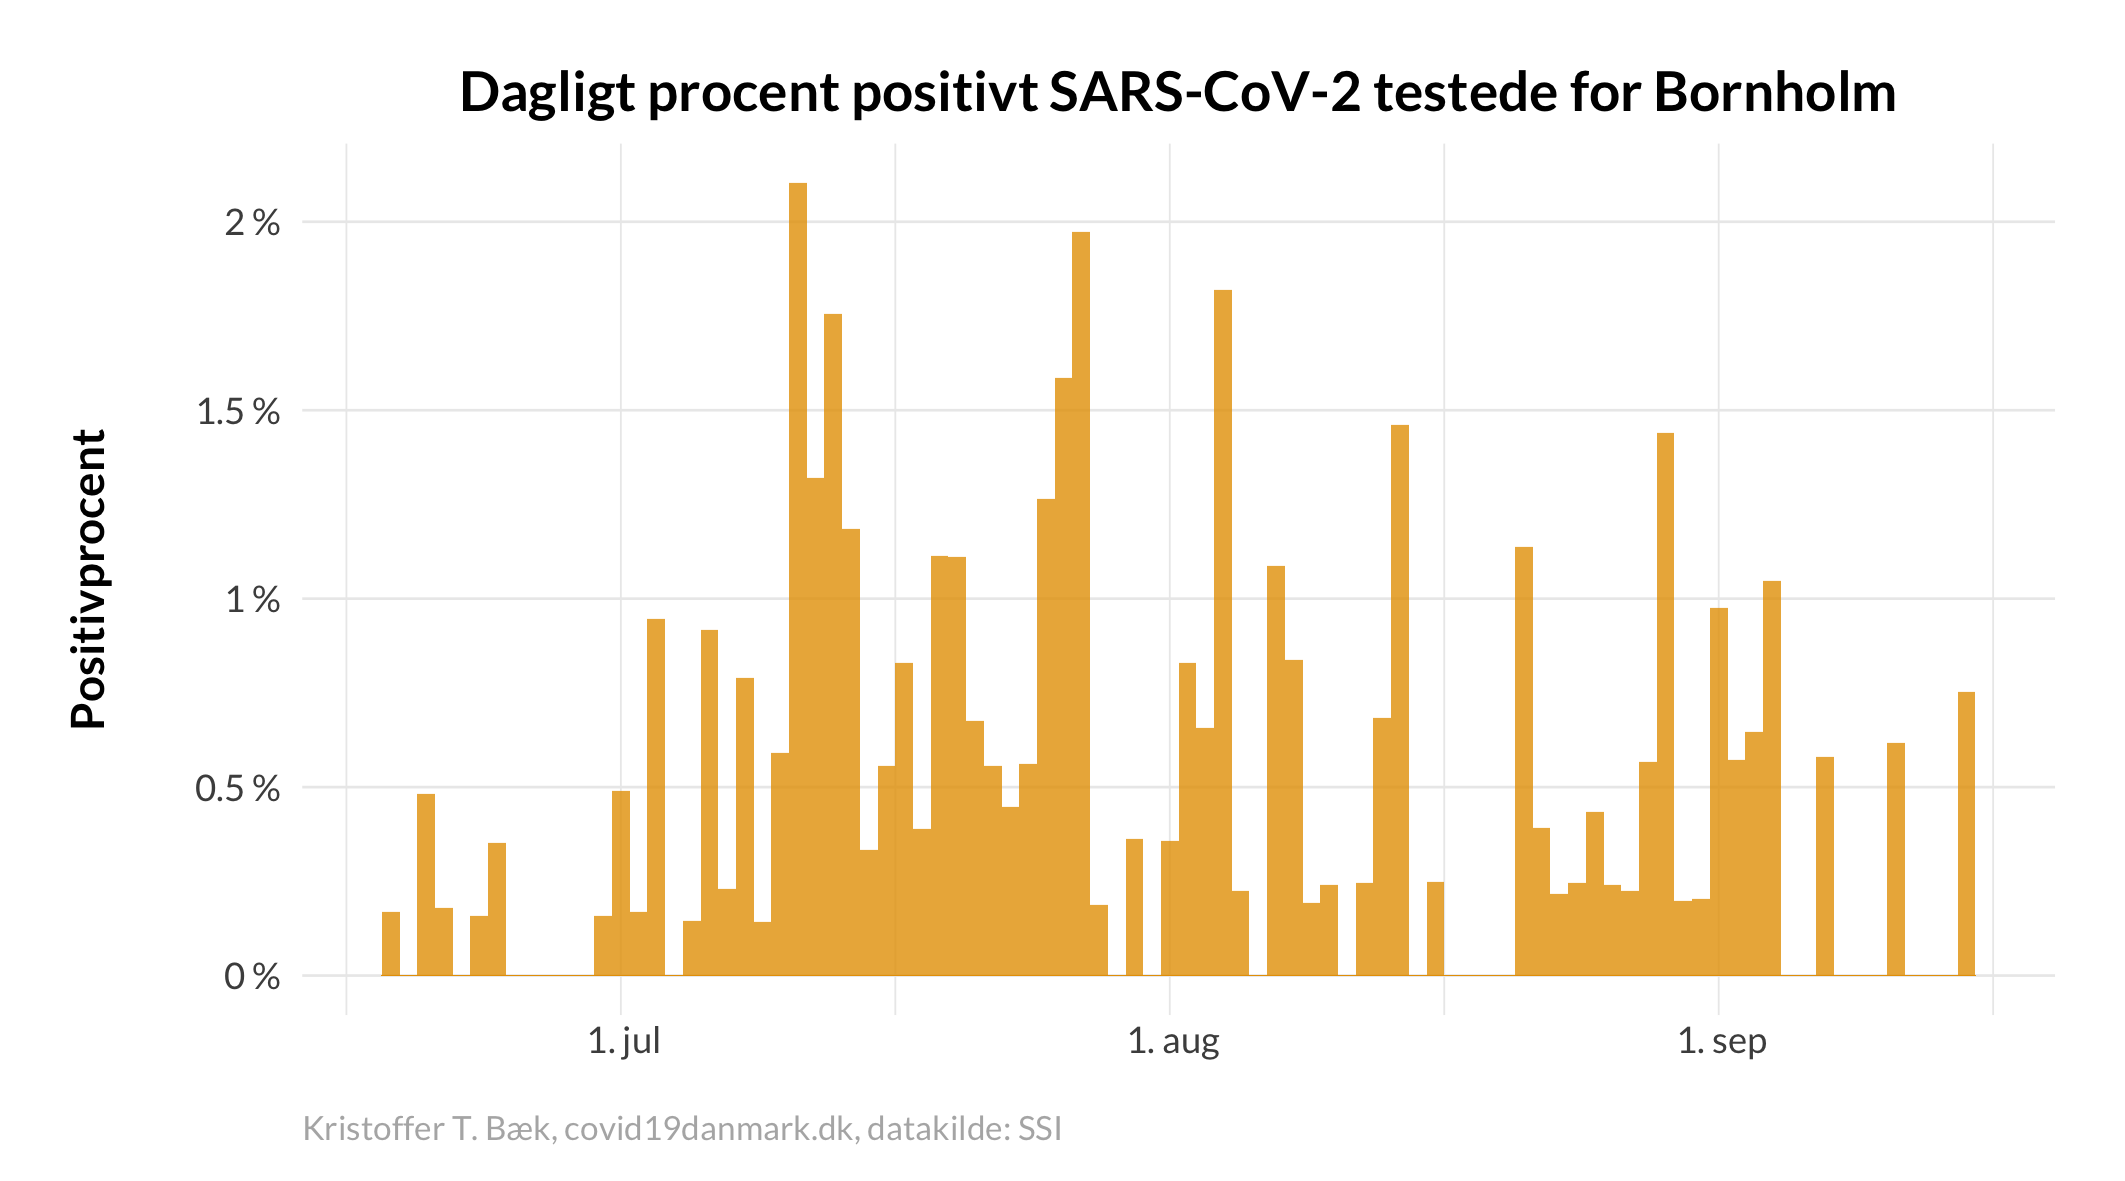 Dagligt procent positivt SARS-CoV-2 testede for Bornholm
Positivprocent
2 %
1.5 %
1 %
0.5 %
0 %
1. jul
1. aug
1. sep
Kristoffer T. Bæk, covid19danmark.dk, datakilde: SSI